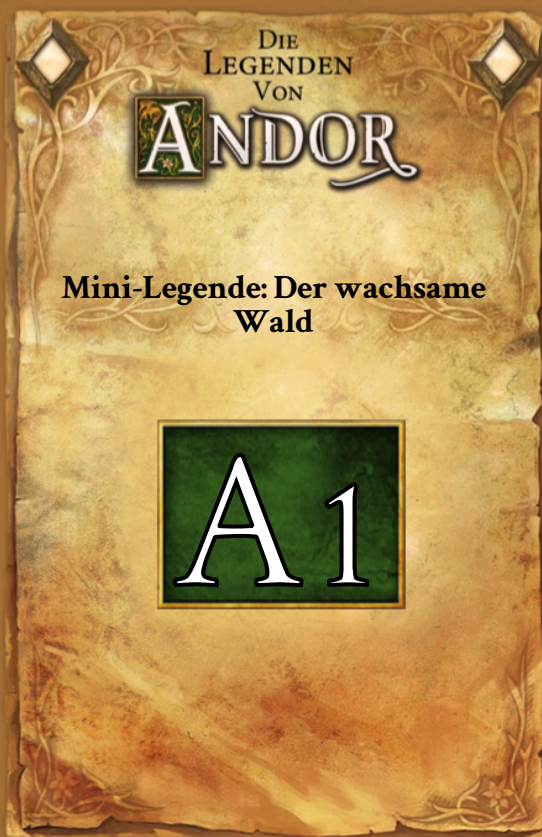 Die
Legenden
Von
Andor
Mini-Legende: Der wachsame
Wald
A1